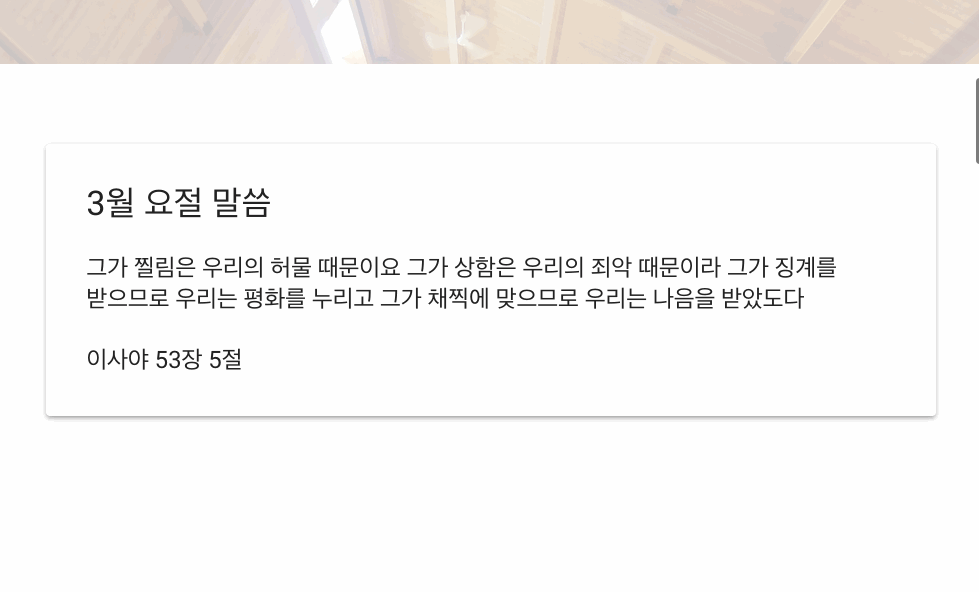 3월 요절 말씀
그가 찔림은 우리의 허물 때문이요 그가 상함은 우리의 죄악 때문이라 그가 징계를
받으므로 우리는 평화를 누리고 그가 채찍에 맞으므로 우리는 나음을 받았도다
이사야 53장 5절